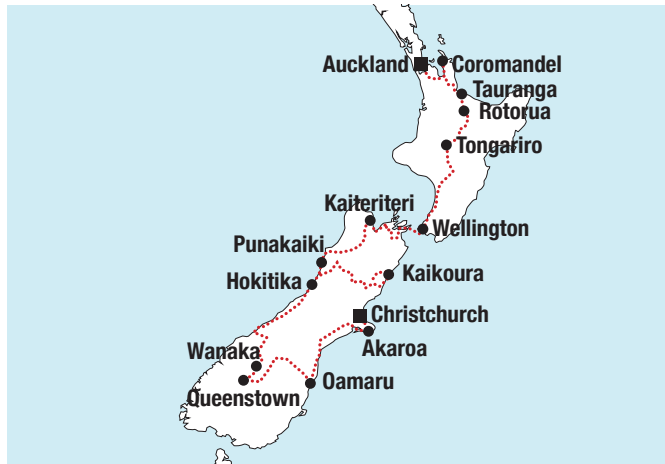 Auckland
Coromandel
Tauranga
Rotorua
Tongariro
Kaiteriteri
Wellington
Punakaiki
Kaikoura
Hokitika
Christchurch
Akaroa
Wanaka
Oamaru
Queenstown